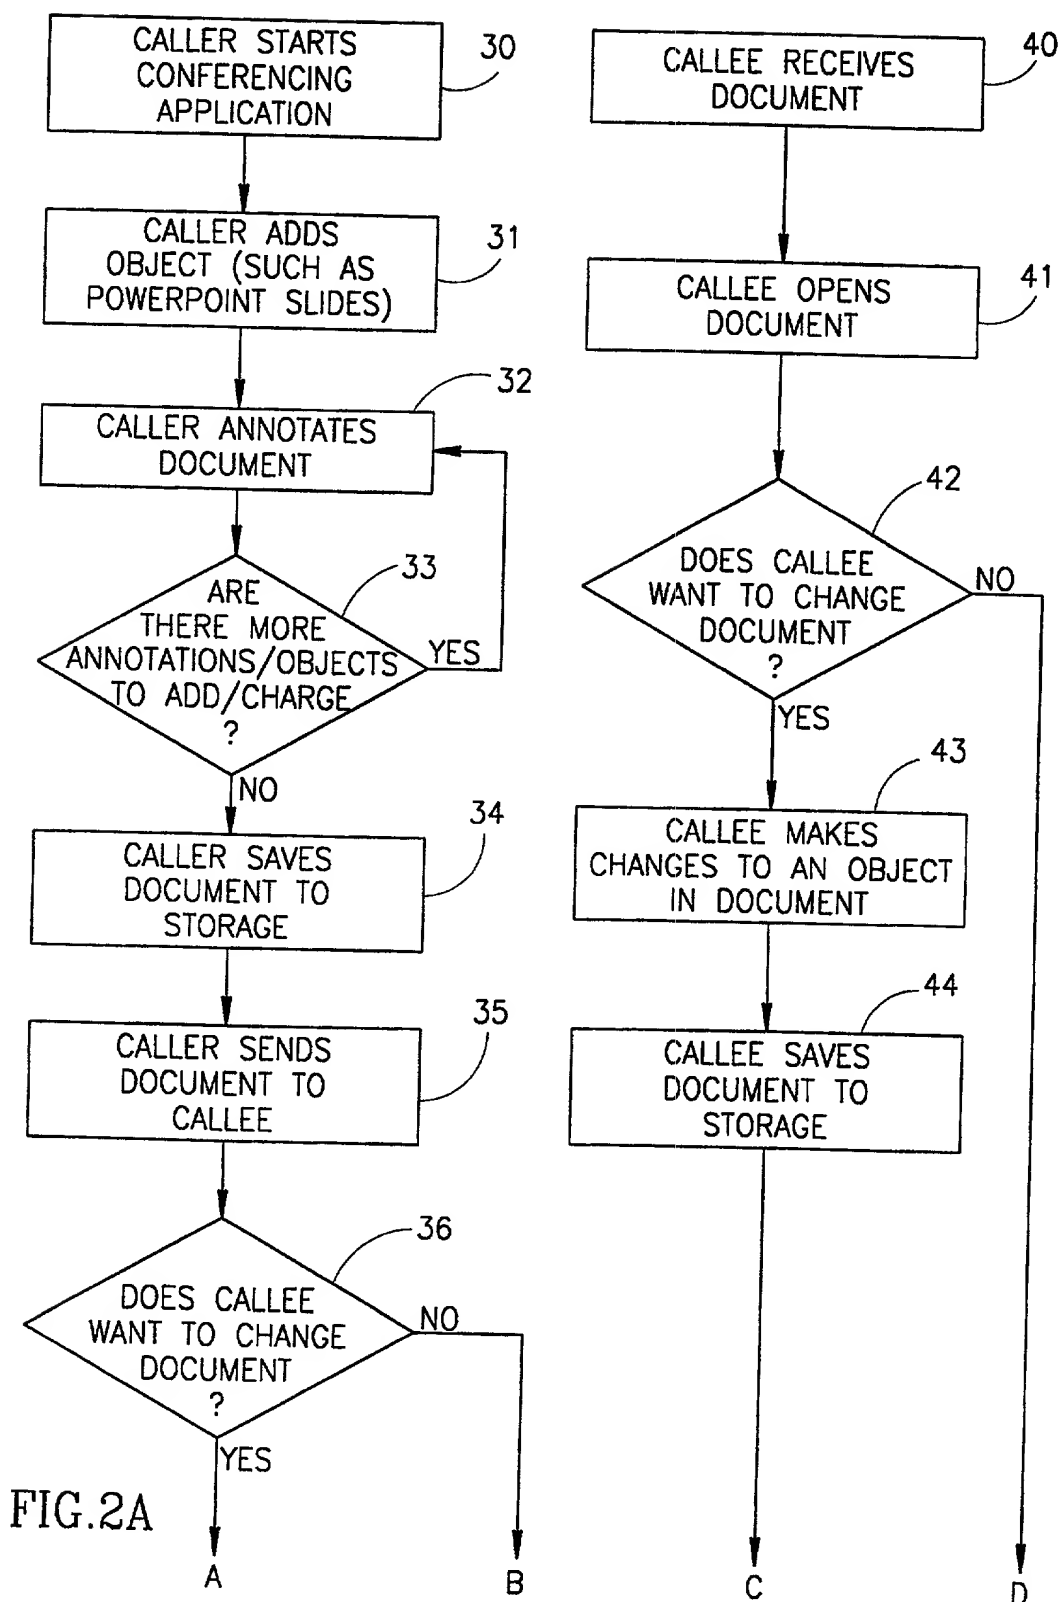 CALLER STARTS
CONFERENCING
APPLICATION
30
CALLER ADDS
OBJECT (SUCH AS
POWERPOINT SLIDES)
31
CALLER ANNOTATES
DOCUMENT
32
ARE
THERE MORE
ANNOTATIONS/OBJECTS
TO ADD/CHARGE
?
33
YES
NO
CALLER SAVES
DOCUMENT TO
STORAGE
34
CALLER SENDS
DOCUMENT TO
CALLEE
35
DOES CALLEE
WANT TO CHANGE
DOCUMENT
?
36
NO
YES
A
B
CALLEE RECEIVES
DOCUMENT
40
CALLEE OPENS
DOCUMENT
41
DOES CALLEE
WANT TO CHANGE
DOCUMENT
?
42
NO
YES
CALLEE MAKES
CHANGES TO AN OBJECT
IN DOCUMENT
43
CALLEE SAVES
DOCUMENT TO
STORAGE
44
C
D
FIG.2A